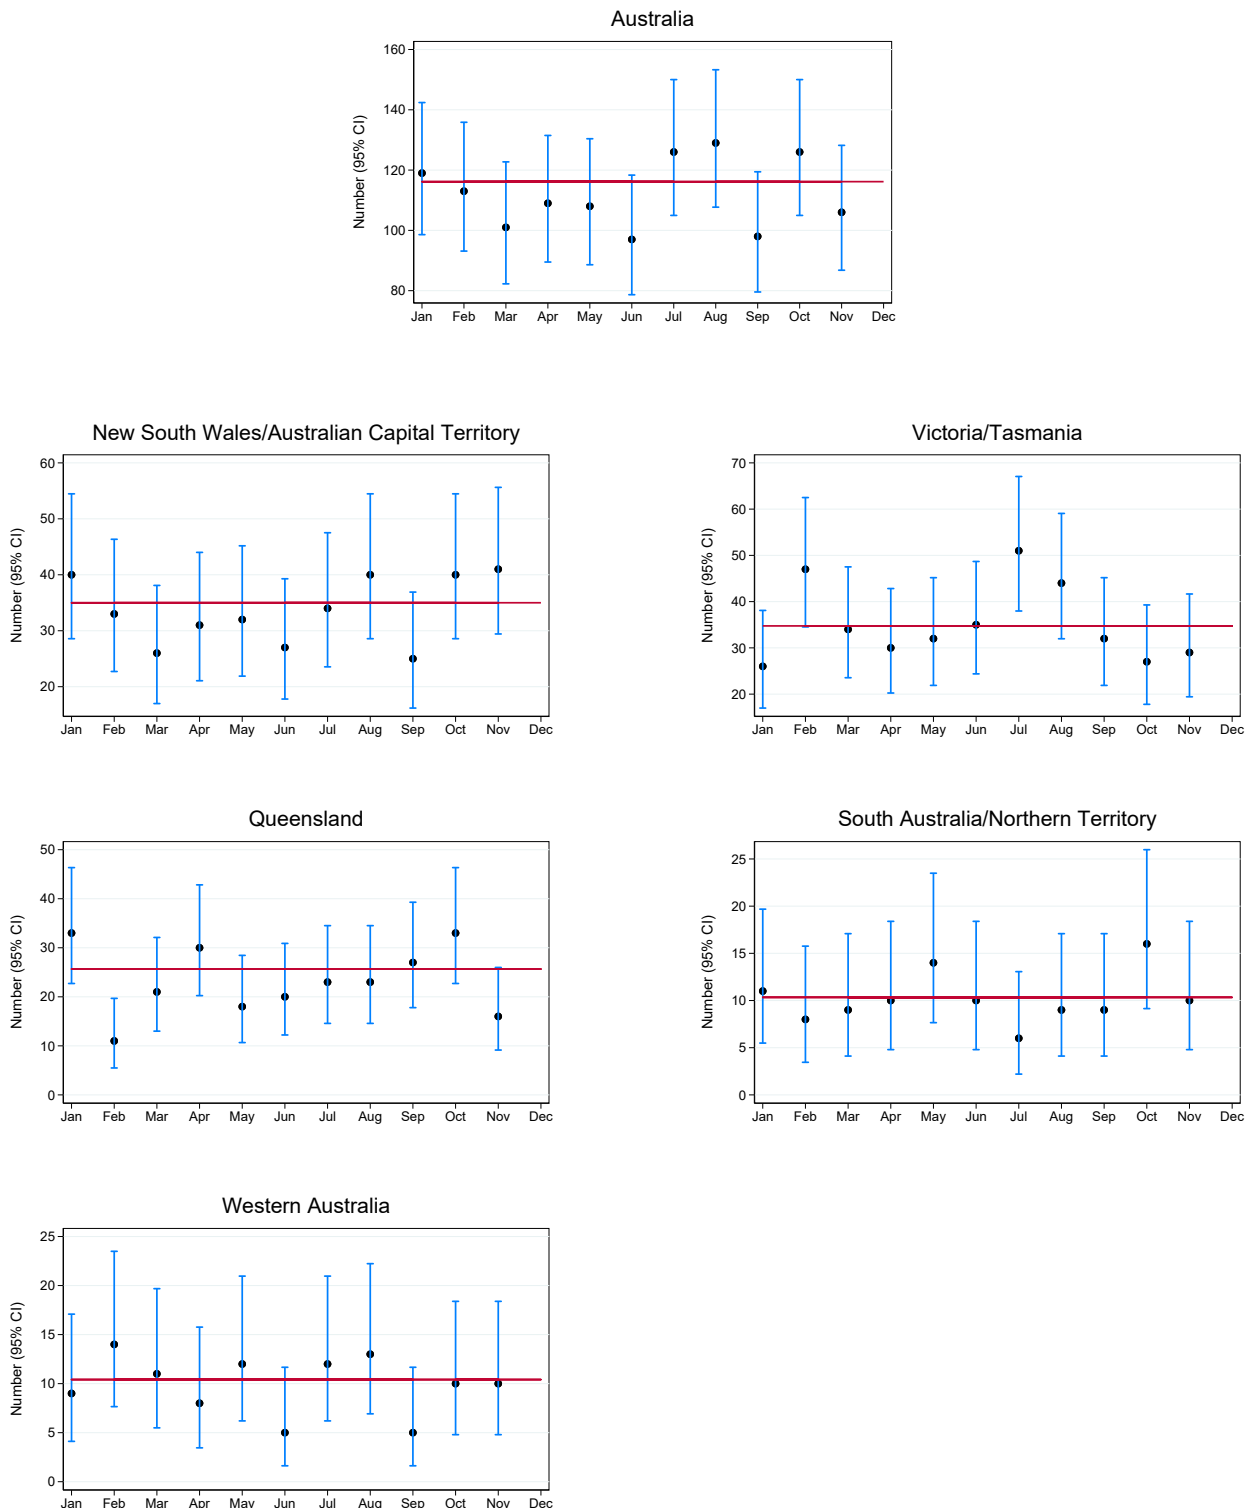 Australia
Number (95% CI)
160
140
120
100
80
Jan Feb Mar Apr May Jun Jul Aug Sep Oct Nov Dec
New South Wales/Australian Capital Territory
Number (95% CI)
60
50
40
30
20
Jan Feb Mar Apr May Jun Jul Aug Sep Oct Nov Dec
Victoria/Tasmania
Number (95% CI)
70
60
50
40
30
20
Jan Feb Mar Apr May Jun Jul Aug Sep Oct Nov Dec
Queensland
Number (95% CI)
50
40
30
20
10
0
Jan Feb Mar Apr May Jun Jul Aug Sep Oct Nov Dec
South Australia/Northern Territory
Number (95% CI)
25
20
15
10
5
0
Jan Feb Mar Apr May Jun Jul Aug Sep Oct Nov Dec
Western Australia
Number (95% CI)
25
20
15
10
5
0
Jan Feb Mar Apr May Jun Jul Aug Sep Oct Nov Dec